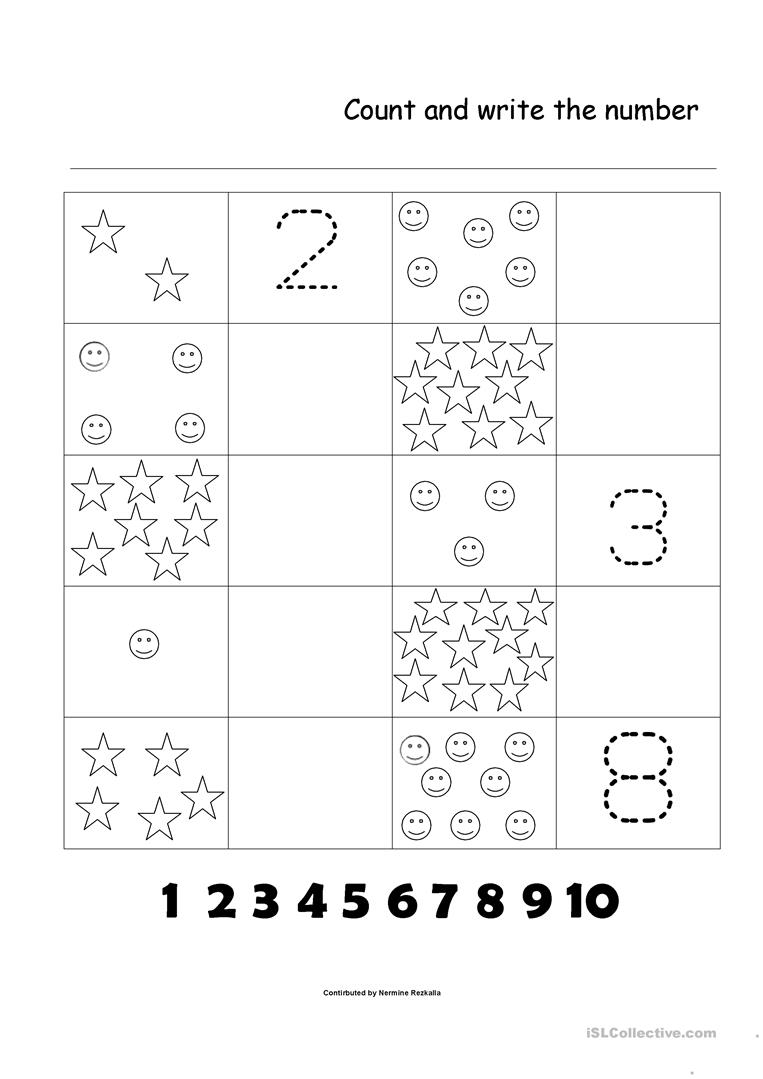 Count and write the number
2
3
8
1 2 3 4 5 6 7 8 9 10
Contirbuted by Nermine Rezkalla
iSLCollective.com